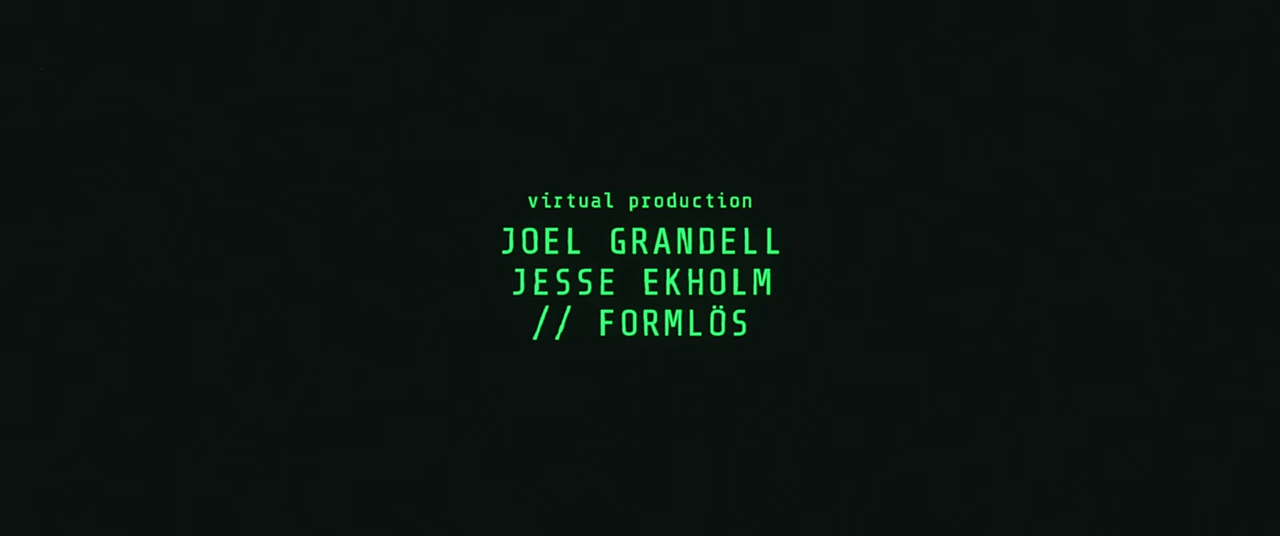 virtual production
JOEL GRANDELL
JESSE EKHOLM
// FORMLÖS